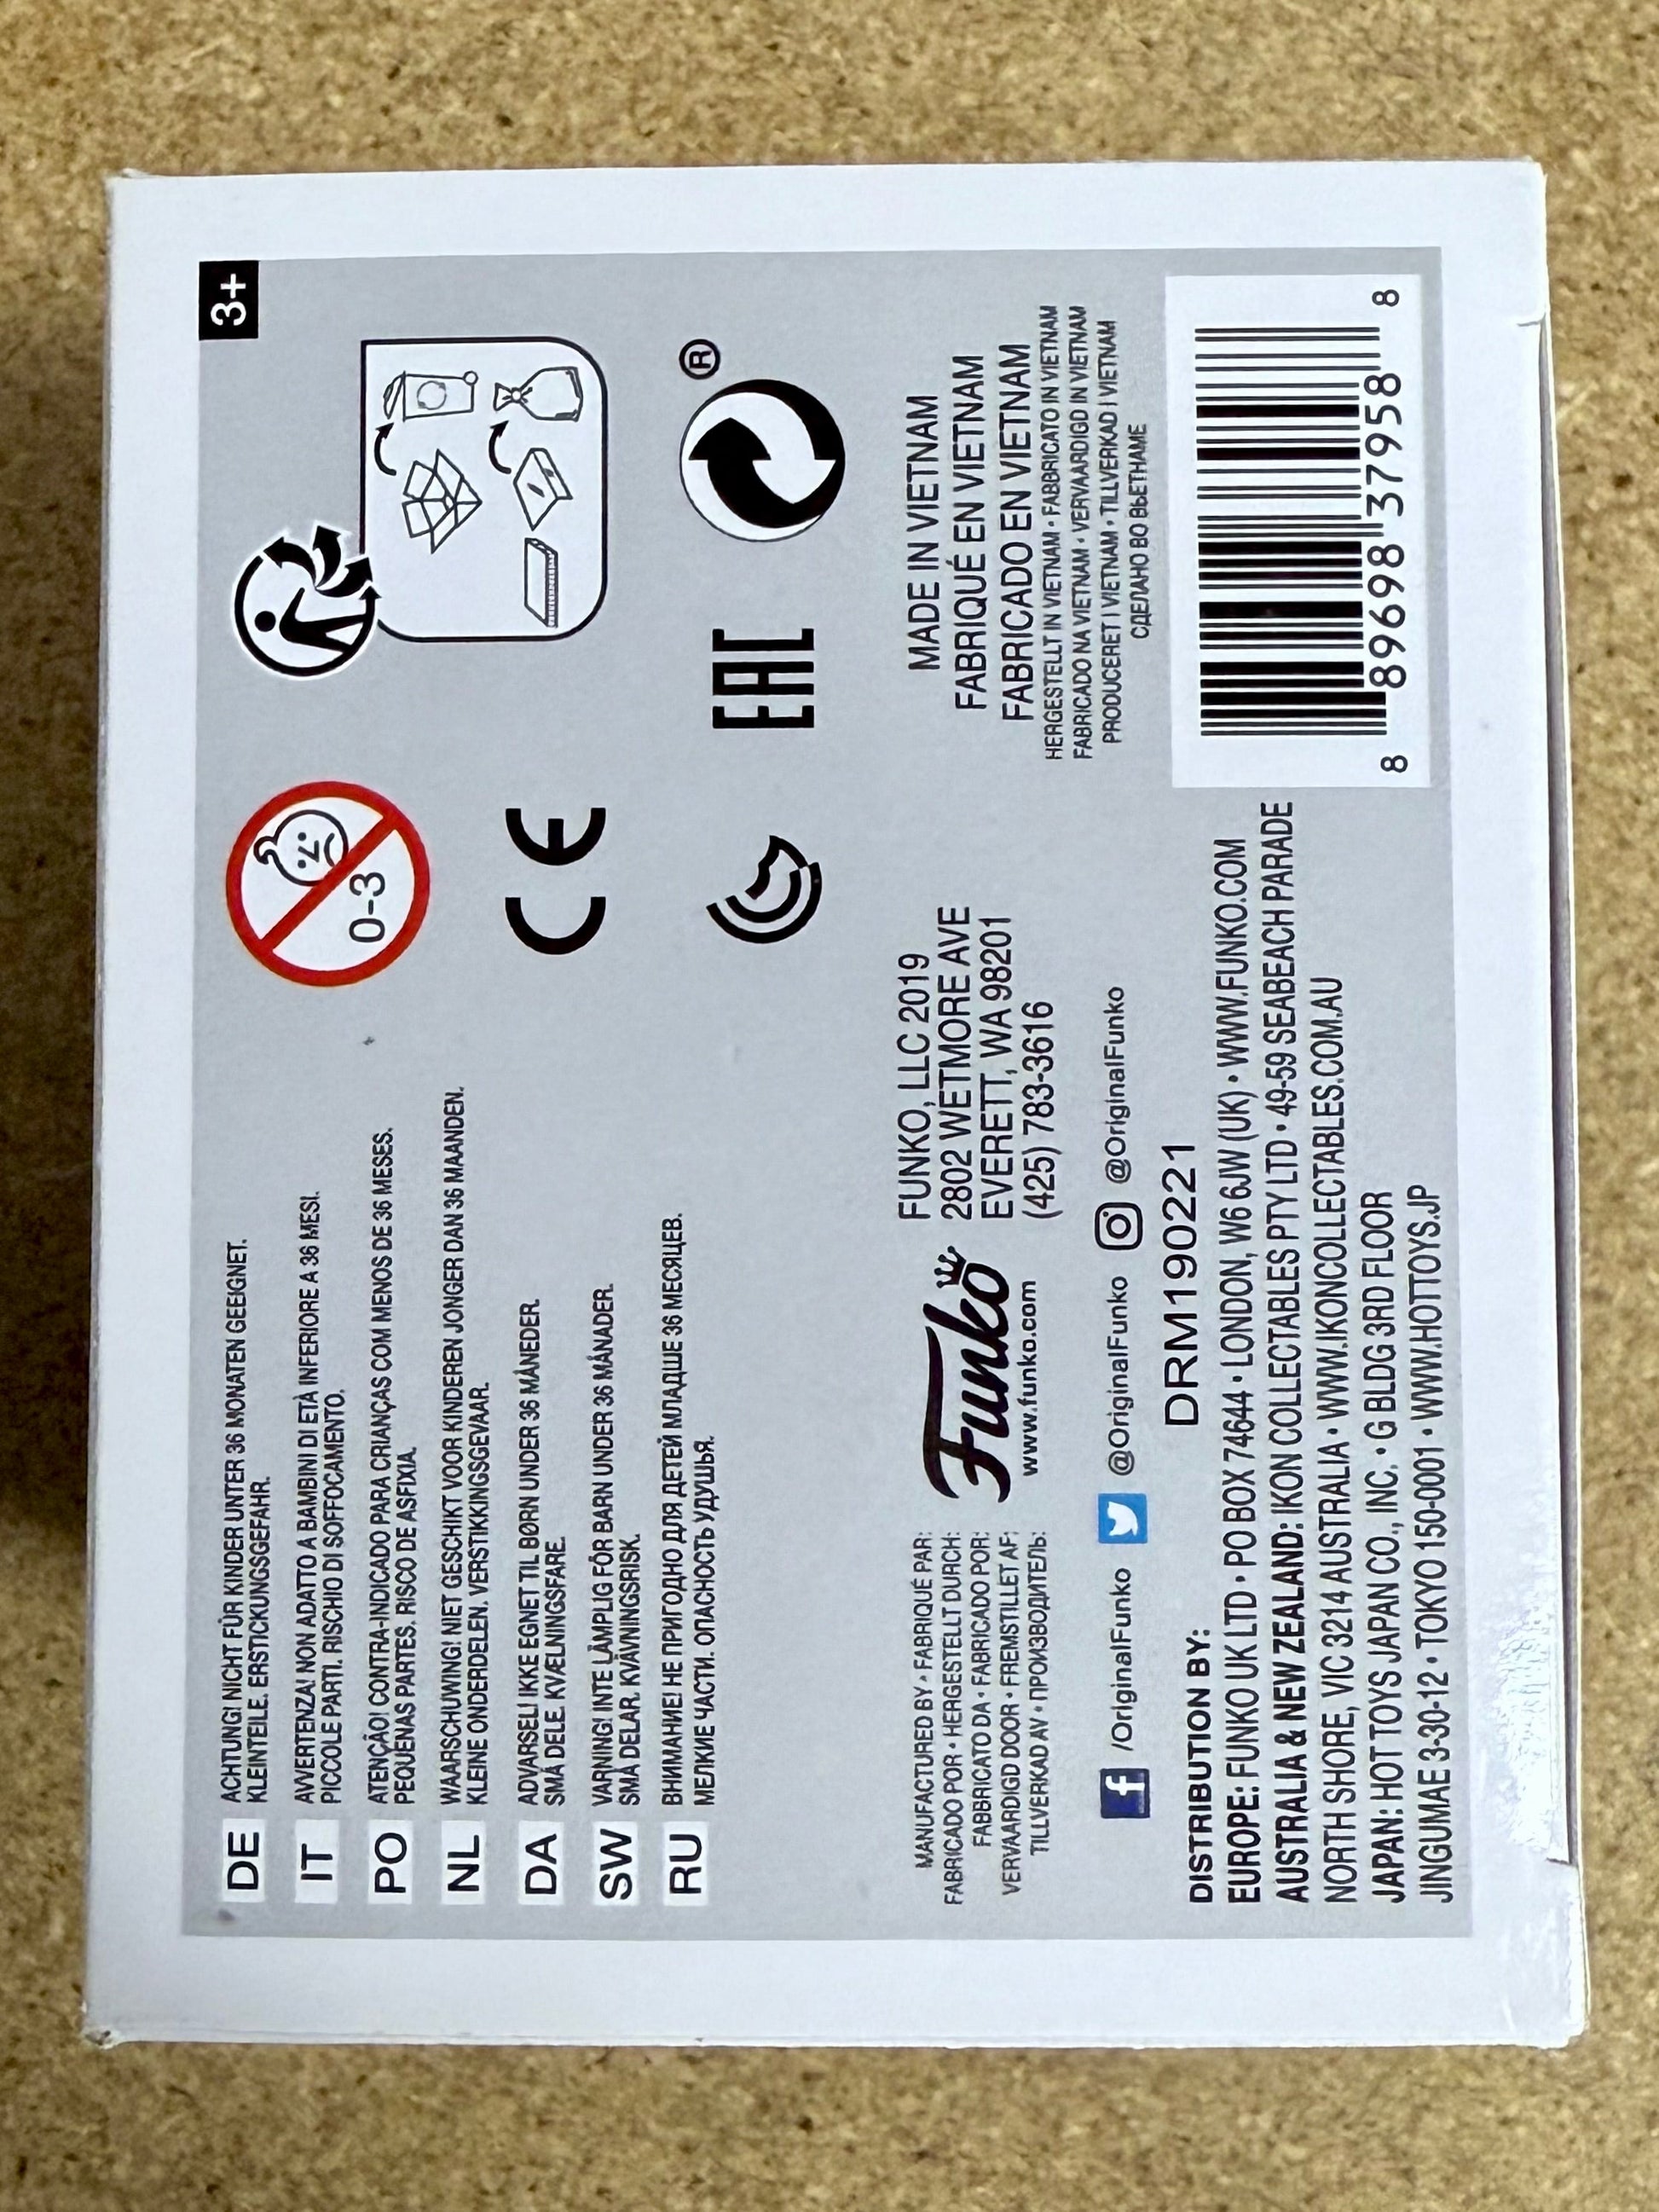 3+
DE
ACHTUNG! NICHT FÜR KINDER UNTER 36 MONATEN GEEIGNET.
KLEINTEILE. ERSTICKUNGSGEFAHR.
IT
AVVERTENZA! NON ADATTO A BAMBINI DI ETÀ INFERIORE A 36 MESI.
PICCOLE PARTI. RISCHIO DI SOFFOCAMENTO.
PO
ATENÇÃO! CONTRA-INDICADO PARA CRIANÇAS COM MENOS DE 36 MESES.
PEQUENAS PARTES. RISCO DE ASFIXIA.
NL
WAARSCHUWING! NIET GESCHIKT VOOR KINDEREN JONGER DAN 36 MAANDEN.
KLEINE ONDERDELEN. VERSTIKKINGSGEVAAR.
DA
ADVARSEL! IKKE EGNET TIL BØRN UNDER 36 MÅNEDER.
SMÅ DELE. KVÆLNINGSFARE.
SW
VARNING! INTE LÄMPLIG FÖR BARN UNDER 36 MÅNADER.
SMÅ DELAR. KVÄVNINGSRISK.
RU
ВНИМАНИЕ! НЕ ПРИГОДНО ДЛЯ ДЕТЕЙ МЛАДШЕ 36 МЕСЯЦЕВ.
МЕЛКИЕ ЧАСТИ. ОПАСНОСТЬ УДУШЬЯ.
0-3
CE
EAC
®
MANUFACTURED BY • FABRIQUÉ PAR:
FABRICADO POR • HERGESTELLT DURCH:
FABBRICATO DA • FABRICADO POR:
VERVAARDIGD DOOR • FREMSTILLET AF:
TILLVERKAD AV • ПРОИЗВОДИТЕЛЬ:
Funko
www.funko.com
FUNKO, LLC 2019
2802 WETMORE AVE
EVERETT, WA 98201
(425) 783-3616
MADE IN VIETNAM
FABRIQUÉ EN VIETNAM
FABRICADO EN VIETNAM
HERGESTELLT IN VIETNAM • FABBRICATO IN VIETNAM
FABRICADO NA VIETNAM • VERVAARDIGD IN VIETNAM
PRODUCERET I VIETNAM • TILLVERKAD I VIETNAM
СДЕЛАНО ВО ВЬЕТНАМЕ
f /OriginalFunko @OriginalFunko @OriginalFunko
DRM190221
DISTRIBUTION BY:
EUROPE: FUNKO UK LTD • PO BOX 74644 • LONDON, W6 6JW (UK) • WWW.FUNKO.COM
AUSTRALIA & NEW ZEALAND: IKON COLLECTABLES PTY LTD • 49-59 SEABEACH PARADE
NORTH SHORE, VIC 3214 AUSTRALIA • WWW.IKONCOLLECTABLES.COM.AU
JAPAN: HOT TOYS JAPAN CO., INC. • G BLDG 3RD FLOOR
JINGUMAE 3-30-12 • TOKYO 150-0001 • WWW.HOTTOYS.JP
8 89698 37958 8